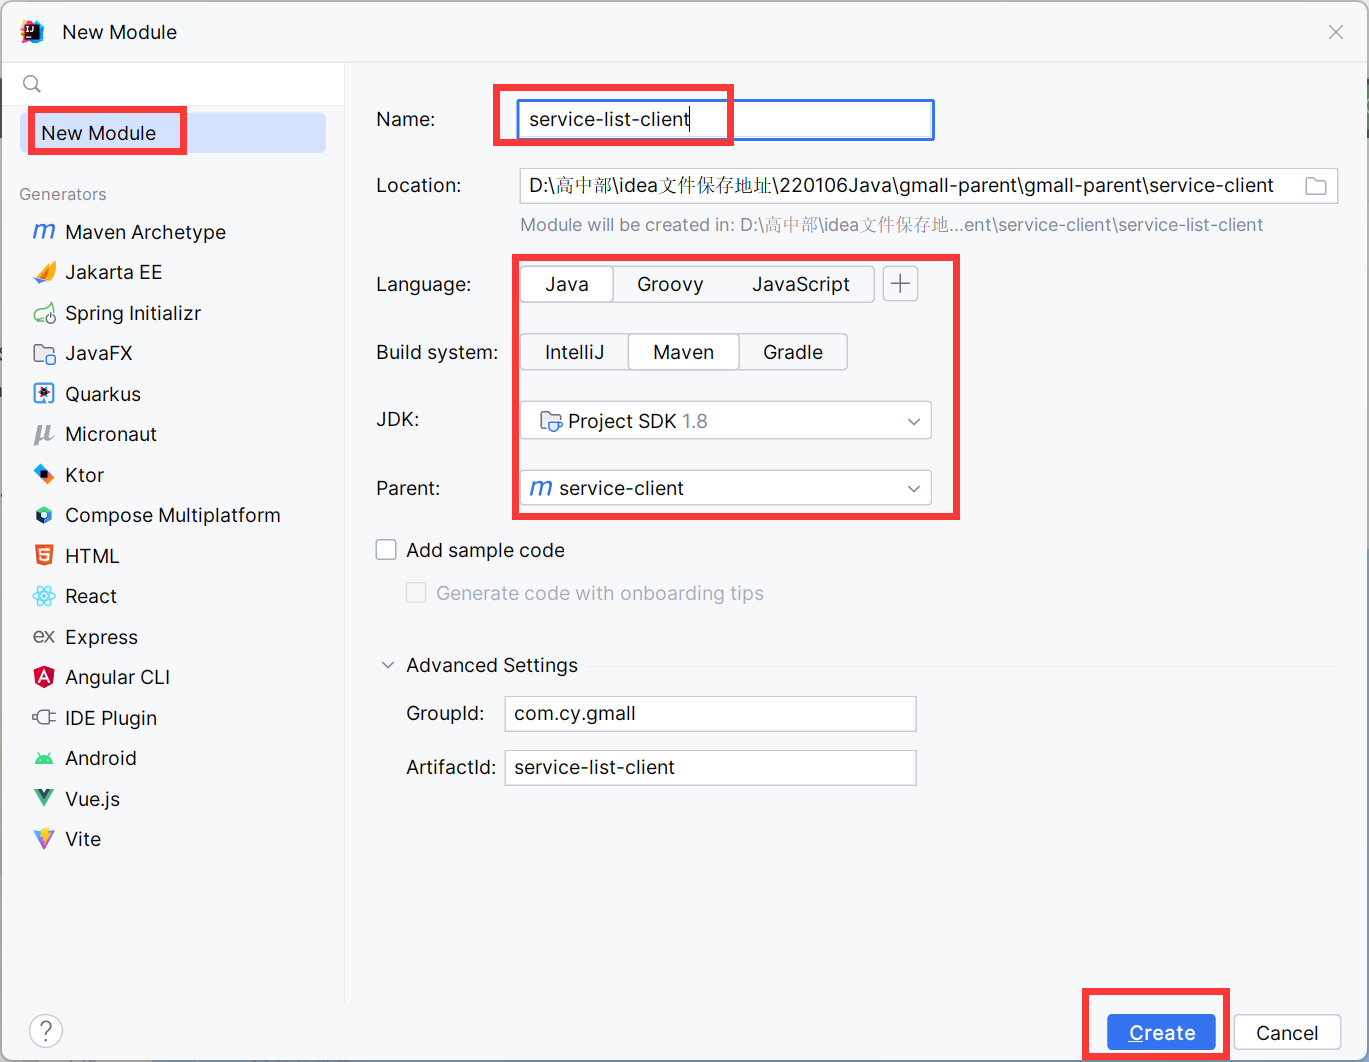 New Module
New Module
Generators
Maven Archetype
Jakarta EE
Spring Initializr
JavaFX
Quarkus
Micronaut
Ktor
Compose Multiplatform
HTML
React
Express
Angular CLI
IDE Plugin
Android
Vue.js
Vite
Name: service-list-client
Location: D:\高中部\idea文件保存地址\220106Java\gmall-parent\gmall-parent\service-client
Module will be created in: D:\高中部\idea文件保存地...ent\service-client\service-list-client
Language: Java Groovy JavaScript
Build system: IntelliJ Maven Gradle
JDK: Project SDK 1.8
Parent: service-client
Add sample code
Generate code with onboarding tips
Advanced Settings
GroupId: com.cy.gmall
ArtifactId: service-list-client
? Create Cancel